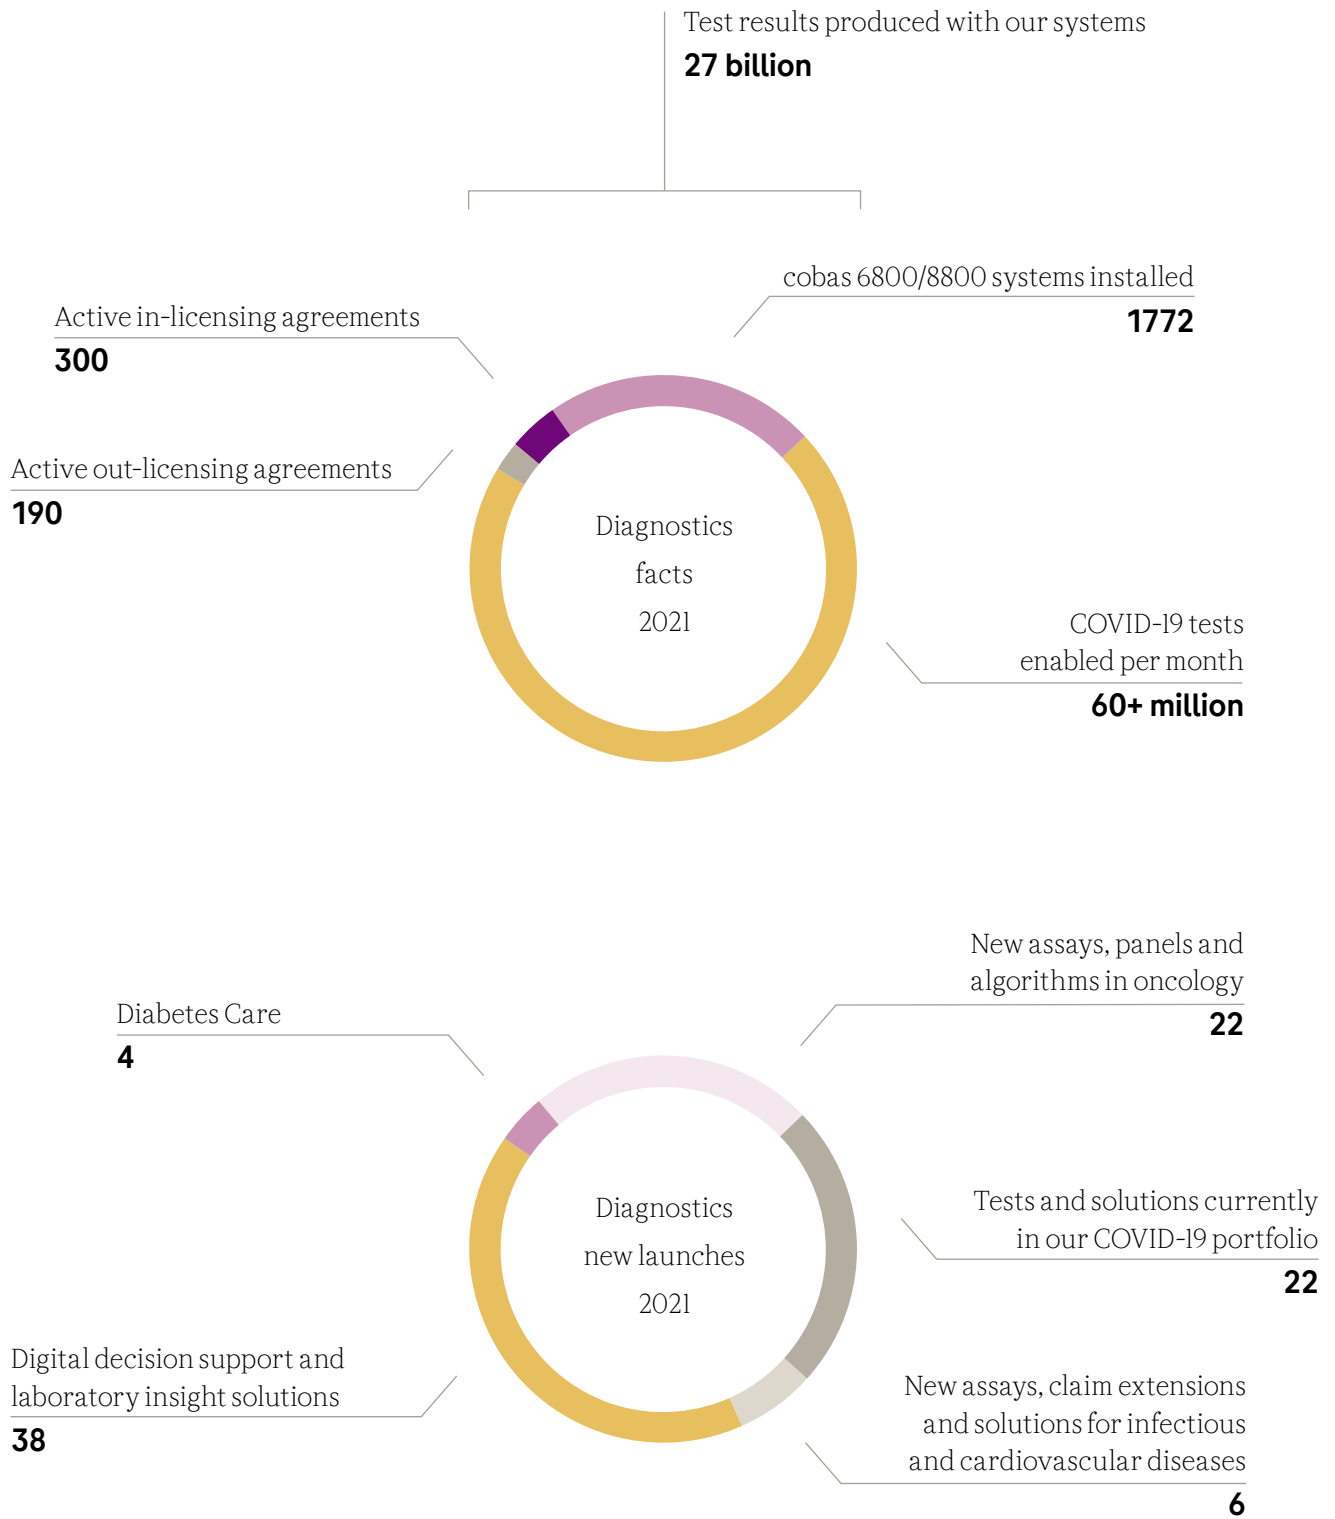 Test results produced with our systems
27 billion
cobas 6800/8800 systems installed
1772
Active in-licensing agreements
300
Active out-licensing agreements
190
Diagnostics
facts
2021
COVID-19 tests
enabled per month
60+ million
New assays, panels and
algorithms in oncology
22
Diabetes Care
4
Diagnostics
new launches
2021
Tests and solutions currently
in our COVID-19 portfolio
22
Digital decision support and
laboratory insight solutions
38
New assays, claim extensions
and solutions for infectious
and cardiovascular diseases
6